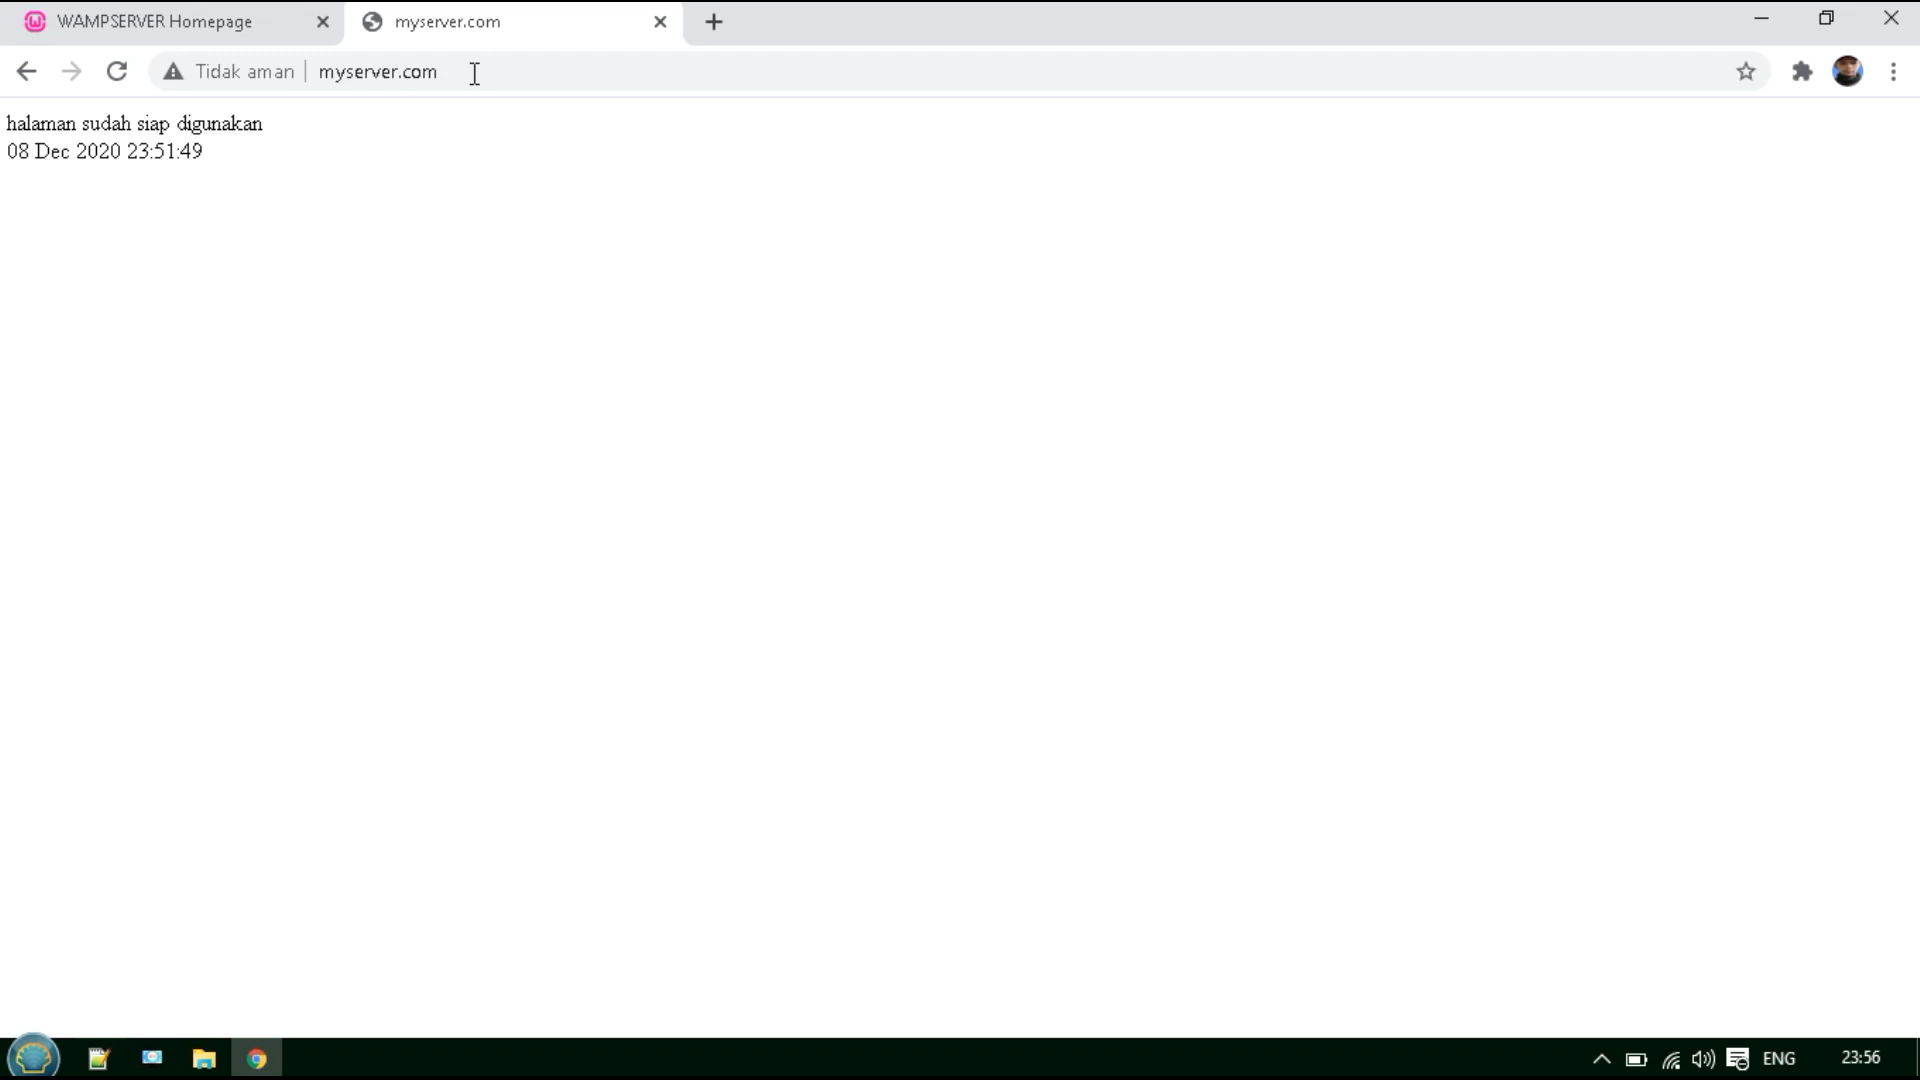 WAMPSERVER Homepage
myserver.com
Tidak aman
myserver.com
halaman sudah siap digunakan
08 Dec 2020 23:51:49
ENG
23:56